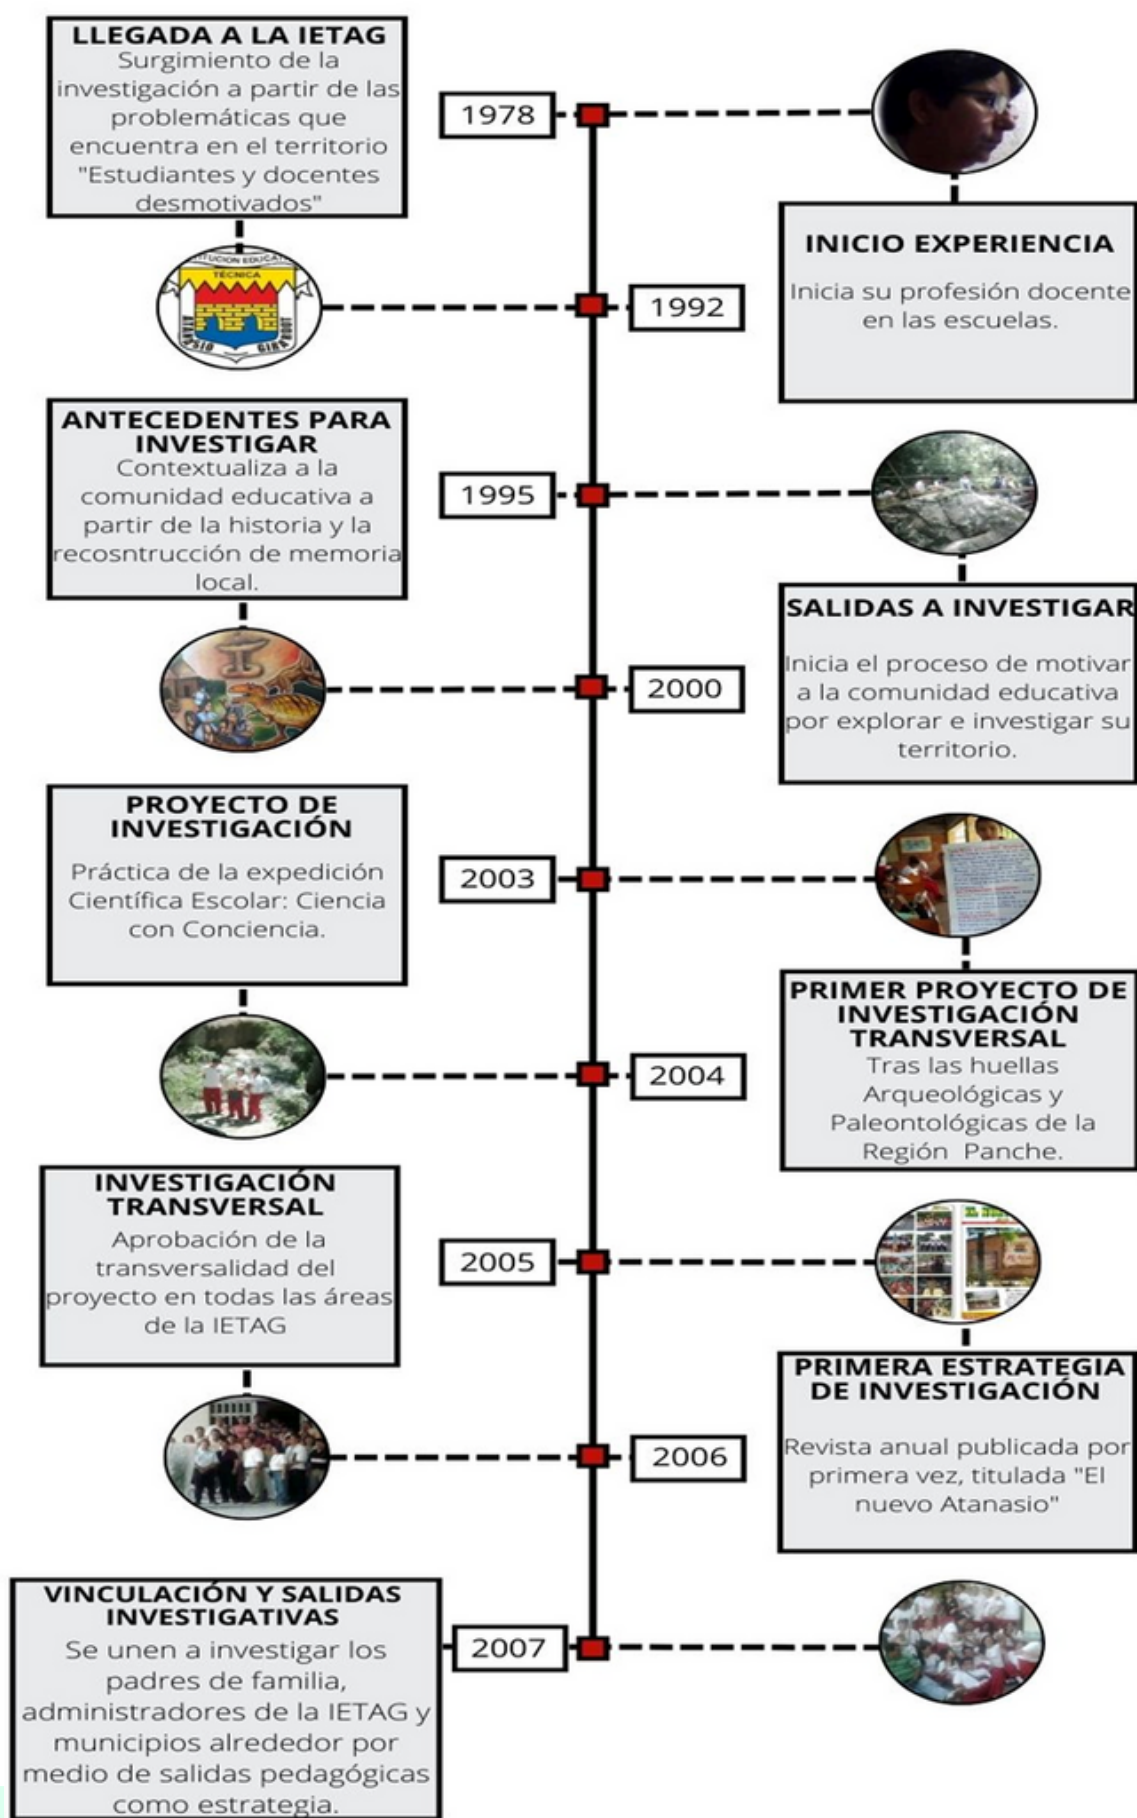 LLEGADA A LA IETAG
Surgimiento de la
investigación a partir de las
problemáticas que
encuentra en el territorio
"Estudiantes y docentes
desmotivados"
1978
INICIO EXPERIENCIA
Inicia su profesión docente
en las escuelas.
TÉCNICA
ATANASIO
GIRARDOT
1992
ANTECEDENTES PARA
INVESTIGAR
Contextualiza a la
comunidad educativa a
partir de la historia y la
recosntrucción de memoria
local.
1995
SALIDAS A INVESTIGAR
Inicia el proceso de motivar
a la comunidad educativa
por explorar e investigar su
territorio.
2000
PROYECTO DE
INVESTIGACIÓN
Práctica de la expedición
Científica Escolar: Ciencia
con Conciencia.
2003
PRIMER PROYECTO DE
INVESTIGACIÓN
TRANSVERSAL
Tras las huellas
Arqueológicas y
Paleontológicas de la
Región Panche.
2004
INVESTIGACIÓN
TRANSVERSAL
Aprobación de la
transversalidad del
proyecto en todas las áreas
de la IETAG
2005
PRIMERA ESTRATEGIA
DE INVESTIGACIÓN
Revista anual publicada por
primera vez, titulada "El
nuevo Atanasio"
2006
VINCULACIÓN Y SALIDAS
INVESTIGATIVAS
Se unen a investigar los
padres de familia,
administradores de la IETAG y
municipios alrededor por
medio de salidas pedagógicas
como estrategia.
2007